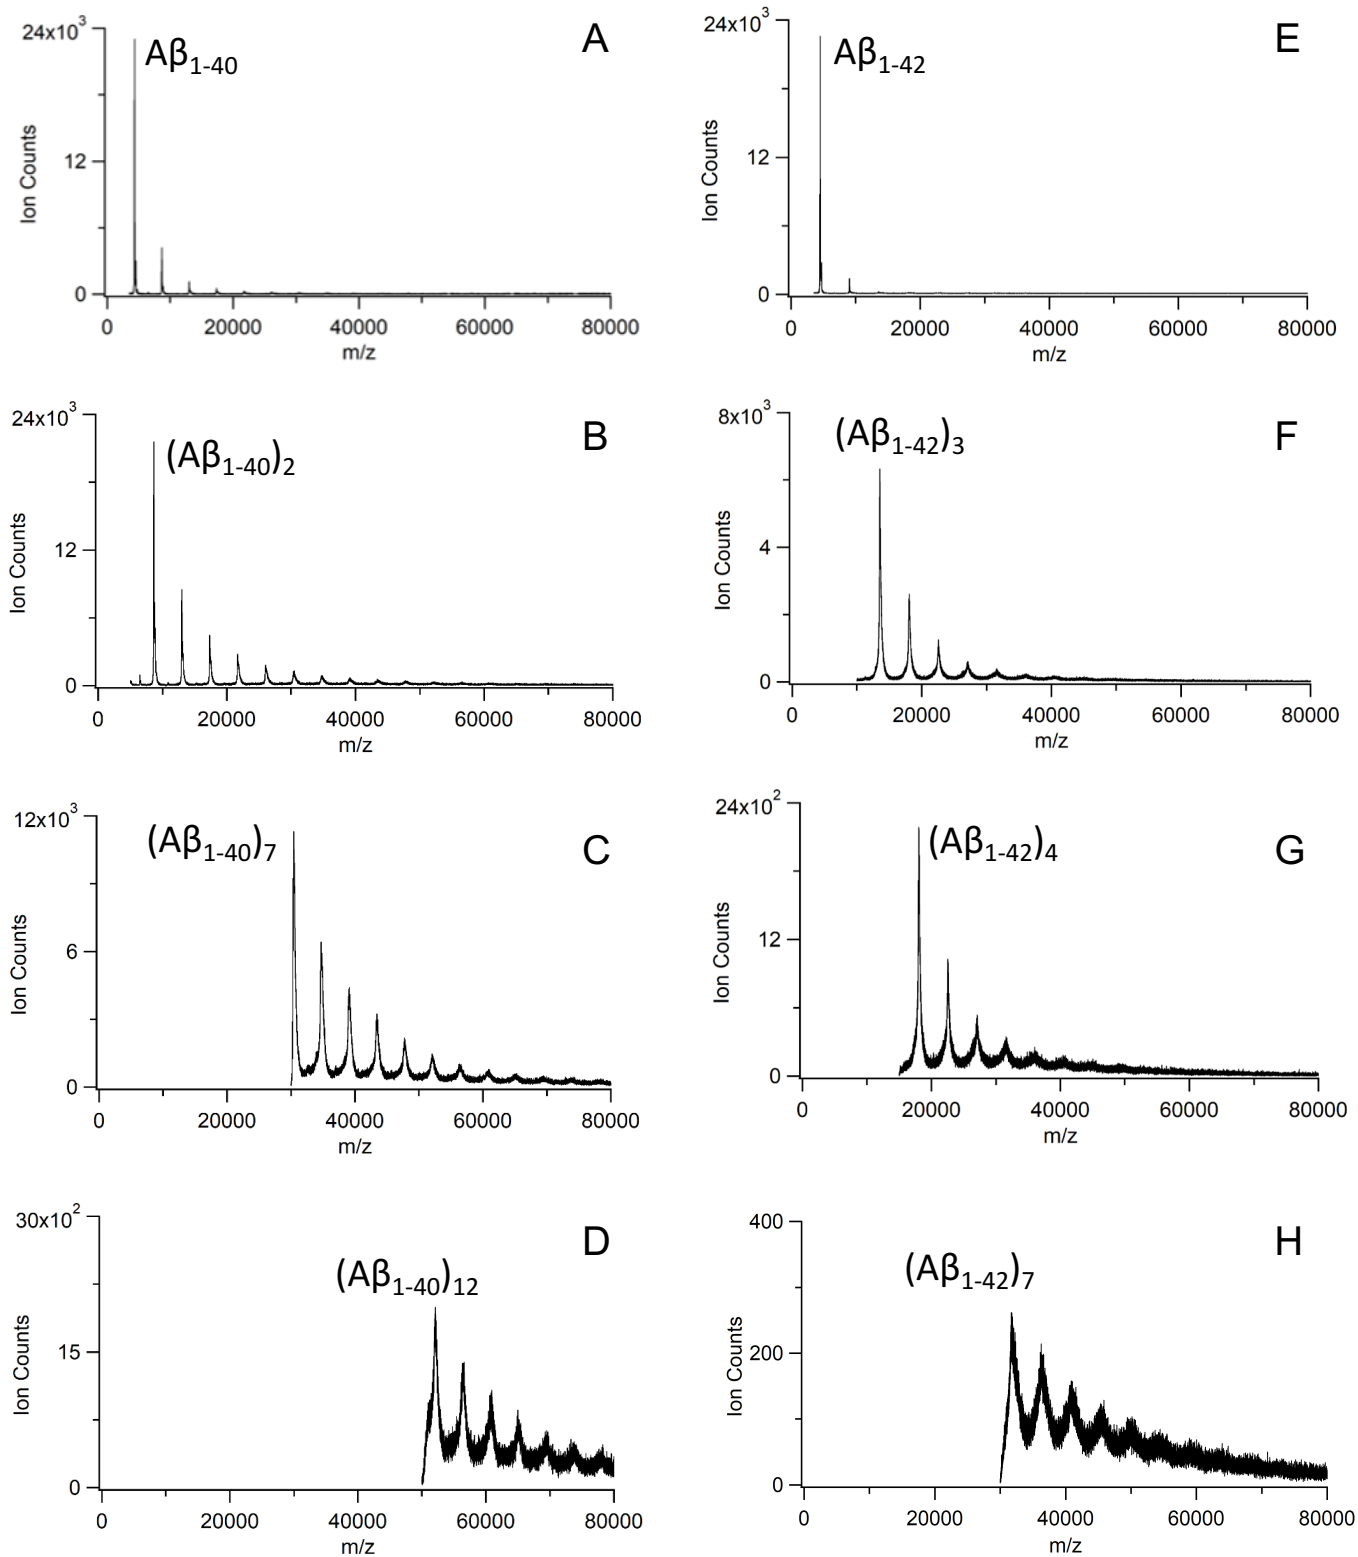 24x10³
Aβ₁₋₄₀
A
12
0
Ion Counts
0 20000 40000 60000 80000
m/z
24x10³
Aβ₁₋₄₂
E
12
0
Ion Counts
0 20000 40000 60000 80000
m/z
24x10³
(Aβ₁₋₄₀)₂
B
12
0
Ion Counts
0 20000 40000 60000 80000
m/z
8x10³
(Aβ₁₋₄₂)₃
F
4
0
Ion Counts
0 20000 40000 60000 80000
m/z
12x10³
(Aβ₁₋₄₀)₇
C
6
0
Ion Counts
0 20000 40000 60000 80000
m/z
24x10²
(Aβ₁₋₄₂)₄
G
12
0
Ion Counts
0 20000 40000 60000 80000
m/z
30x10²
(Aβ₁₋₄₀)₁₂
D
15
0
Ion Counts
0 20000 40000 60000 80000
m/z
400
(Aβ₁₋₄₂)₇
H
200
0
Ion Counts
0 20000 40000 60000 80000
m/z